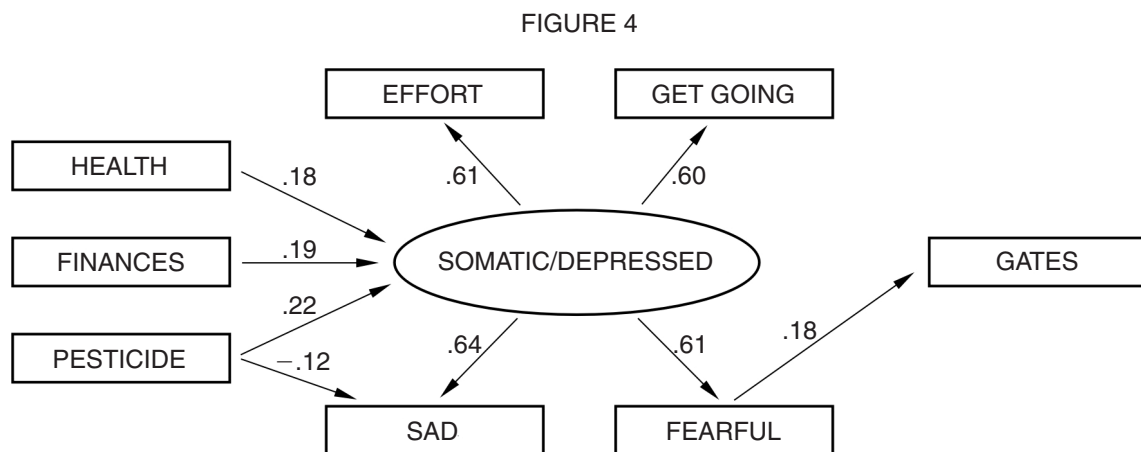 FIGURE 4
EFFORT
GET GOING
HEALTH
.18
.61
.60
FINANCES
.19
SOMATIC/DEPRESSED
GATES
.22
PESTICIDE
−.12
.64
.61
.18
SAD
FEARFUL